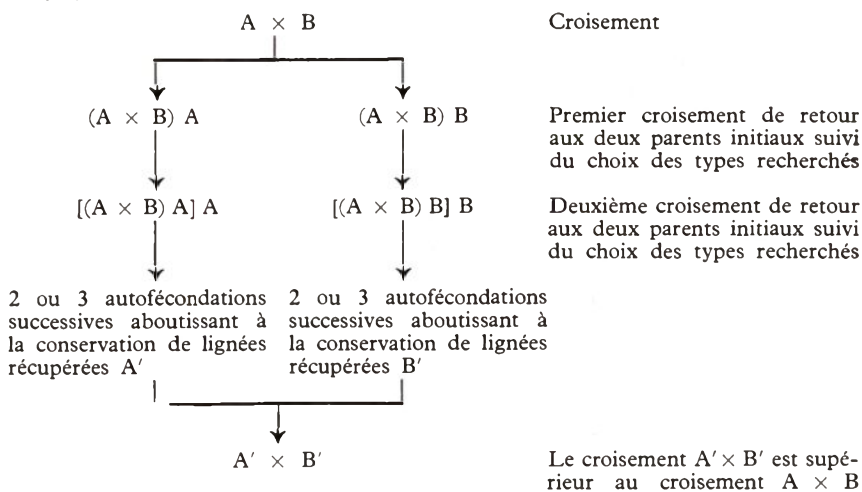 A × B
Croisement
(A × B) A
(A × B) B
Premier croisement de retour
aux deux parents initiaux suivi
du choix des types recherchés
[(A × B) A] A
[(A × B) B] B
Deuxième croisement de retour
aux deux parents initiaux suivi
du choix des types recherchés
2 ou 3 autofécondations
successives aboutissant à
la conservation de lignées
récupérées A′
2 ou 3 autofécondations
successives aboutissant à
la conservation de lignées
récupérées B′
A′ × B′
Le croisement A′ × B′ est supé-
rieur au croisement A × B